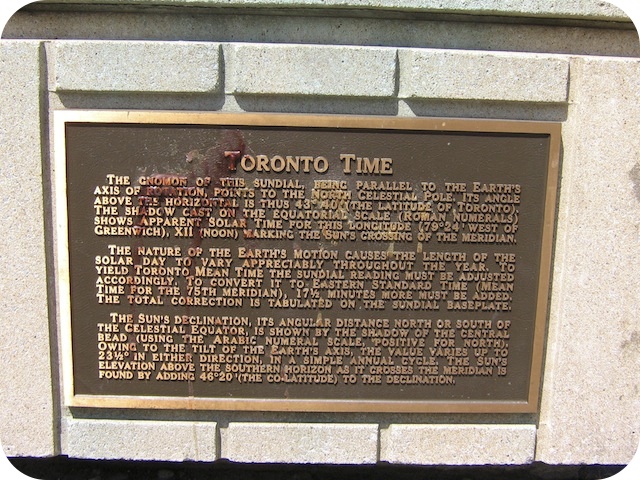 TORONTO TIME
THE GNOMON OF THIS SUNDIAL, BEING PARALLEL TO THE EARTH'S
AXIS OF ROTATION, POINTS TO THE NORTH CELESTIAL POLE. ITS ANGLE
ABOVE THE HORIZONTAL IS THUS 43°40' (THE LATITUDE OF TORONTO).
THE SHADOW CAST ON THE EQUATORIAL SCALE (ROMAN NUMERALS)
SHOWS APPARENT SOLAR TIME FOR THIS LONGITUDE (79°24' WEST OF
GREENWICH), XII (NOON) MARKING THE SUN'S CROSSING OF THE MERIDIAN.
THE NATURE OF THE EARTH'S MOTION CAUSES THE LENGTH OF THE
SOLAR DAY TO VARY APPRECIABLY THROUGHOUT THE YEAR. TO
YIELD TORONTO MEAN TIME THE SUNDIAL READING MUST BE ADJUSTED
ACCORDINGLY. TO CONVERT IT TO EASTERN STANDARD TIME (MEAN
TIME FOR THE 75TH MERIDIAN), 17½ MINUTES MORE MUST BE ADDED.
THE TOTAL CORRECTION IS TABULATED ON THE SUNDIAL BASEPLATE.
THE SUN'S DECLINATION, ITS ANGULAR DISTANCE NORTH OR SOUTH OF
THE CELESTIAL EQUATOR, IS SHOWN BY THE SHADOW OF THE CENTRAL
BEAD (USING THE ARABIC NUMERAL SCALE, POSITIVE FOR NORTH).
OWING TO THE TILT OF THE EARTH'S AXIS, THE VALUE VARIES UP TO
23½° IN EITHER DIRECTION IN A SIMPLE ANNUAL CYCLE. THE SUN'S
ELEVATION ABOVE THE SOUTHERN HORIZON AS IT CROSSES THE MERIDIAN IS
FOUND BY ADDING 46°20' (THE CO-LATITUDE) TO THE DECLINATION.